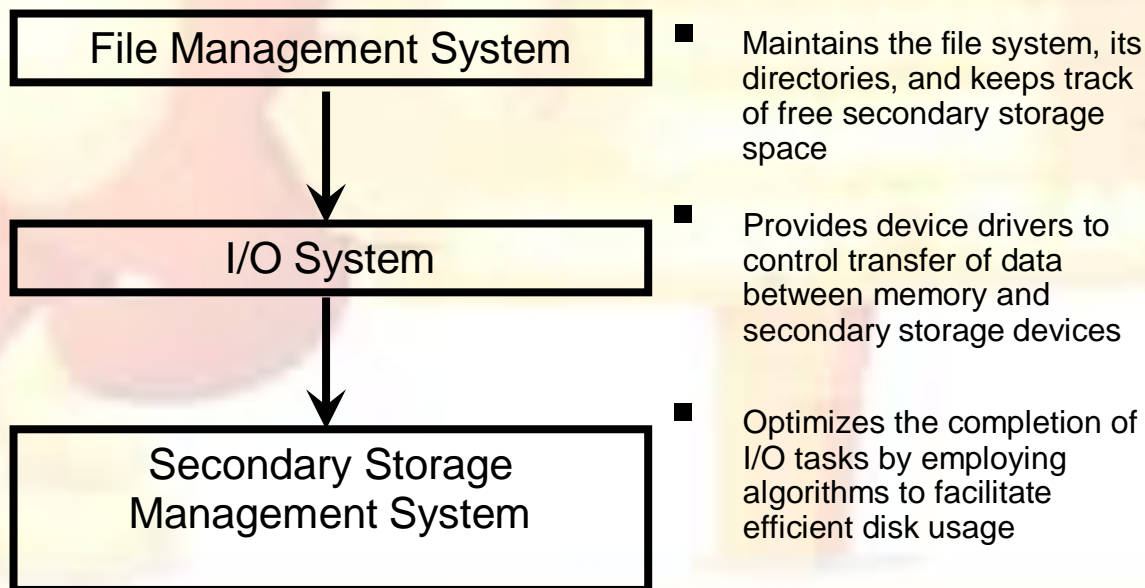 File Management System
■ Maintains the file system, its
directories, and keeps track
of free secondary storage
space
I/O System
■ Provides device drivers to
control transfer of data
between memory and
secondary storage devices
Secondary Storage
Management System
■ Optimizes the completion of
I/O tasks by employing
algorithms to facilitate
efficient disk usage